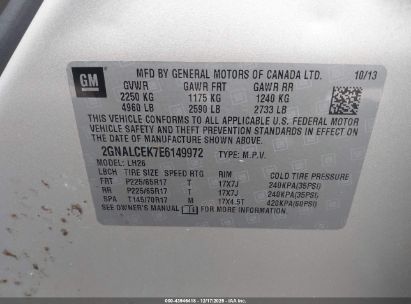 GM
MFD BY GENERAL MOTORS OF CANADA LTD. 10/13
GVWR GAWR FRT GAWR RR
2250 KG 1175 KG 1240 KG
4960 LB 2590 LB 2733 LB
THIS VEHICLE CONFORMS TO ALL APPLICABLE U.S. FEDERAL MOTOR
VEHICLE SAFETY, BUMPER, AND THEFT PREVENTION STANDARDS IN EFFECT
ON THE DATE OF MANUFACTURE SHOWN ABOVE.
2GNALCEK7E6149972 TYPE: M.P.V.
MODEL: LH26
LBCH TIRE SIZE SPEED RTG RIM COLD TIRE PRESSURE
FRT P225/65R17 T 17X7J 240KPA(35PSI)
RR P225/65R17 T 17X7J 240KPA(35PSI)
SPA T145/70R17 M 17X4.5T 420KPA(60PSI)
SEE OWNER'S MANUAL FOR MORE INFORMATION.